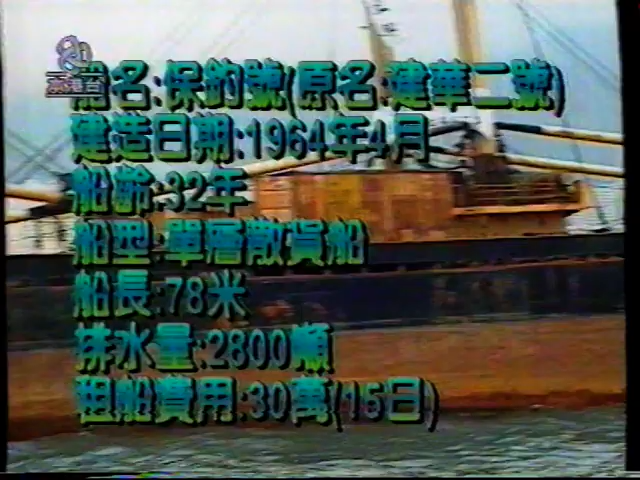 本港台
船名:保釣號(原名:建華二號)
建造日期:1964年4月
船齡:32年
船型:單層散貨船
船長:78米
排水量:2800噸
租船費用:30萬(15日)